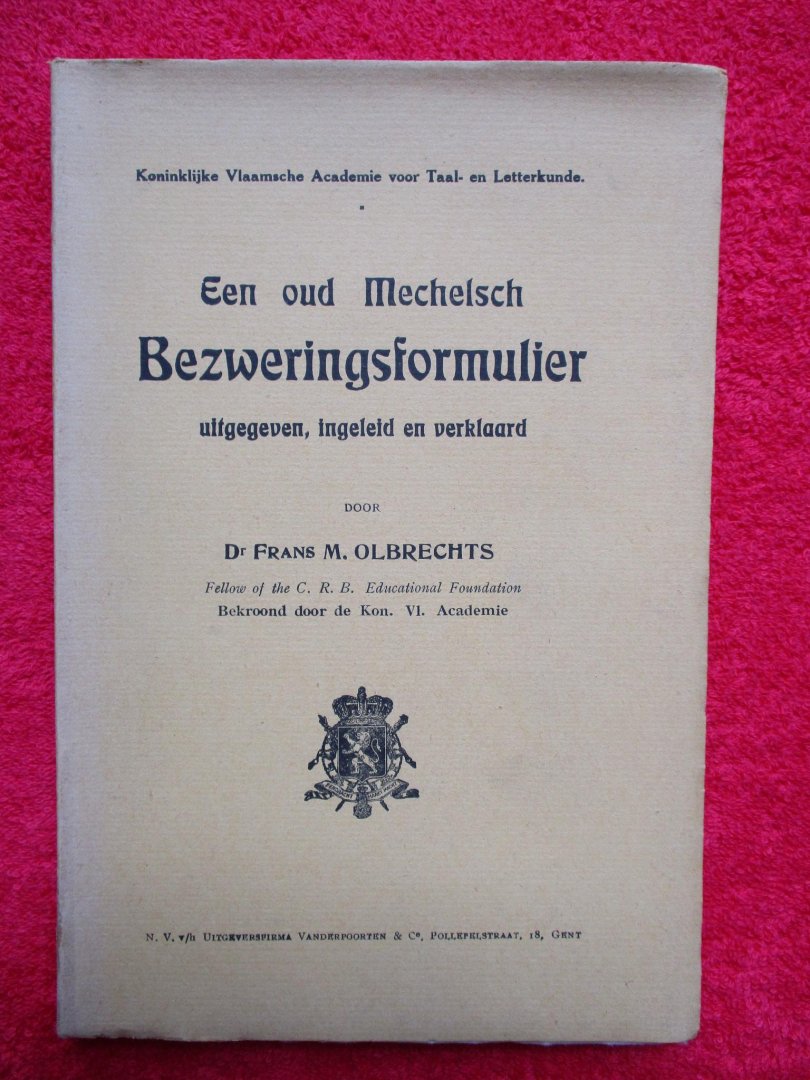 Koninklijke Vlaamsche Academie voor Taal- en Letterkunde.
Een oud Mechelsch
Bezweringsformulier
uitgegeven, ingeleid en verklaard
DOOR
Dr FRANS M. OLBRECHTS
Fellow of the C. R. B. Educational Foundation
Bekroond door de Kon. Vl. Academie
N. V. v/h UITGEVERSFIRMA VANDERPOORTEN & Co, POLLEPELSTRAAT, 18, GENT